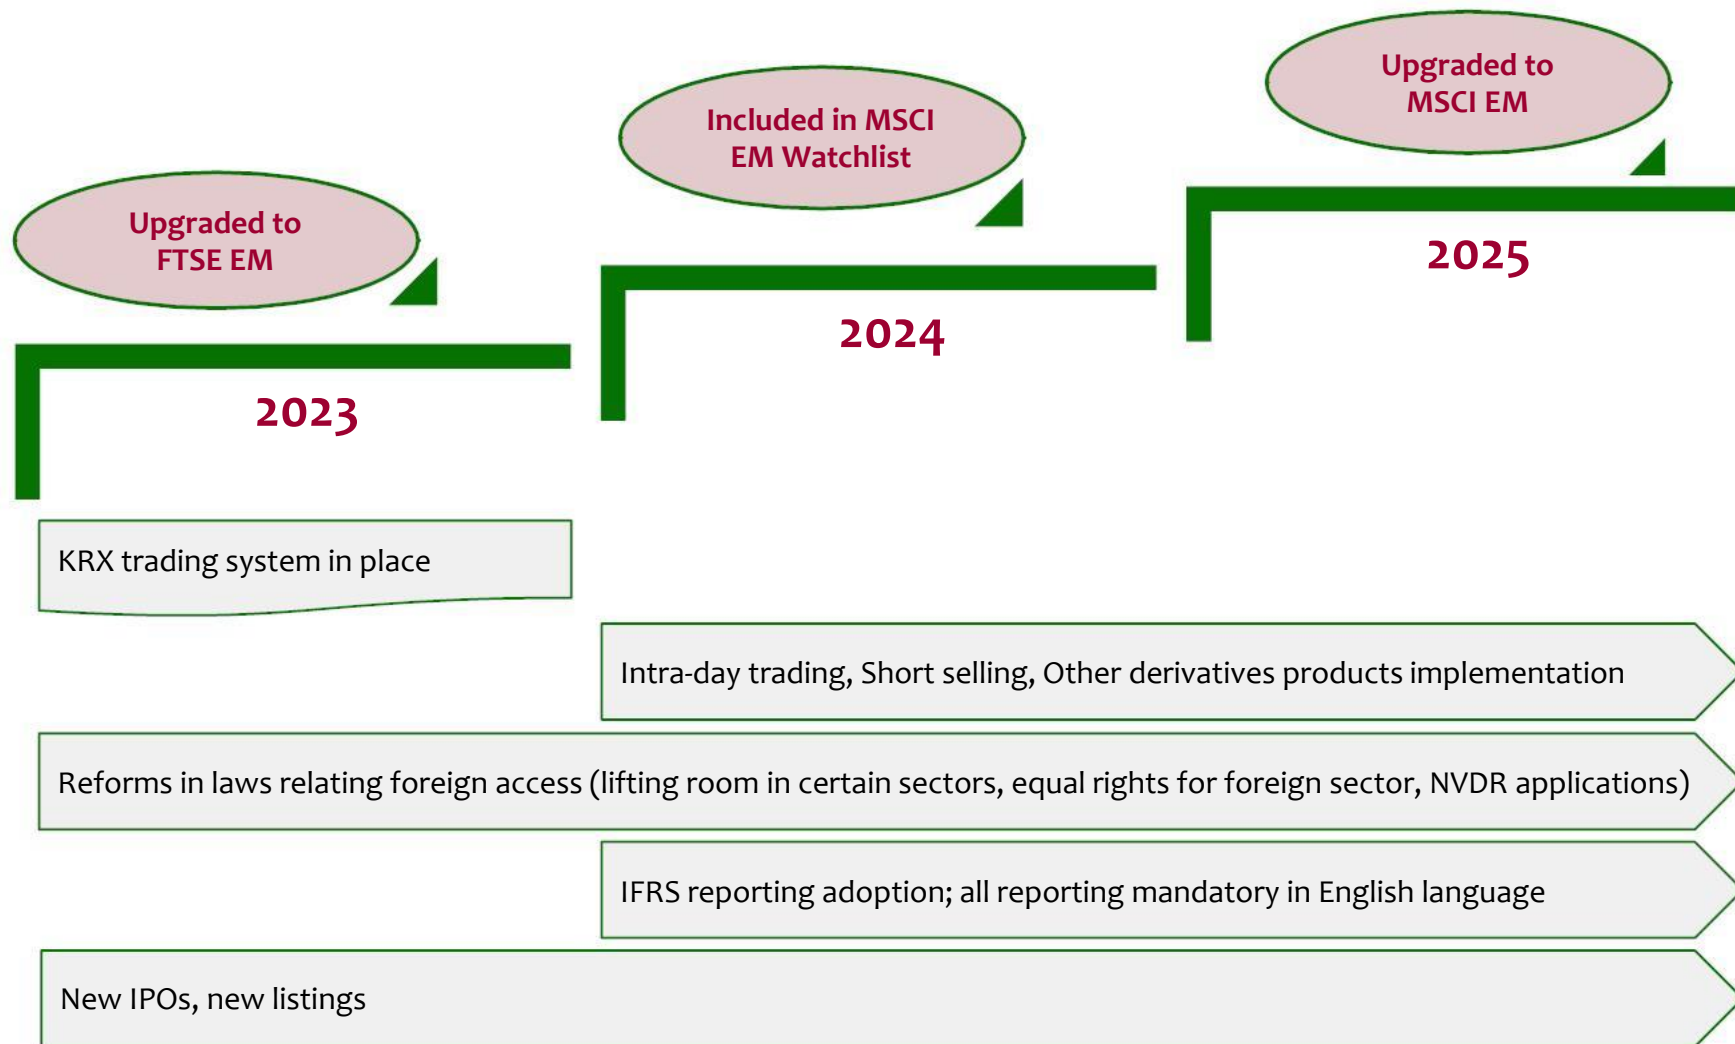 Upgraded to
FTSE EM
Included in MSCI
EM Watchlist
Upgraded to
MSCI EM
2023
2024
2025
KRX trading system in place
Intra-day trading, Short selling, Other derivatives products implementation
Reforms in laws relating foreign access (lifting room in certain sectors, equal rights for foreign sector, NVDR applications)
IFRS reporting adoption; all reporting mandatory in English language
New IPOs, new listings